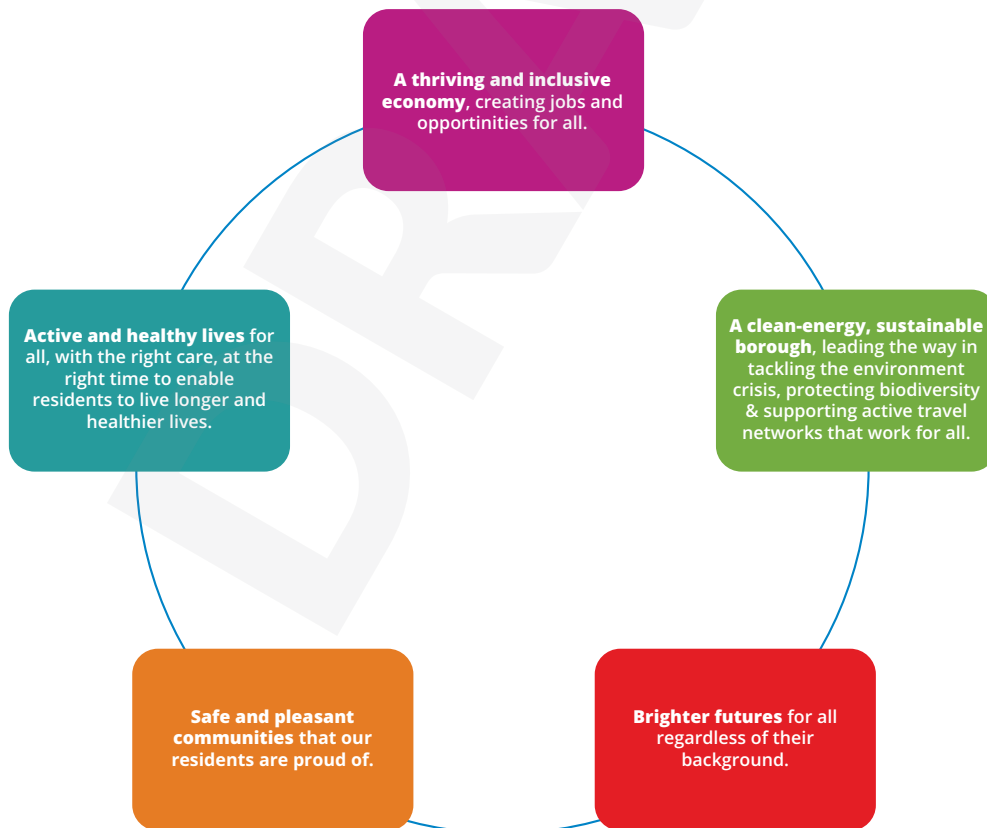 A thriving and inclusive
economy, creating jobs and
opportinities for all.
Active and healthy lives for
all, with the right care, at the
right time to enable
residents to live longer and
healthier lives.
A clean-energy, sustainable
borough, leading the way in
tackling the environment
crisis, protecting biodiversity
& supporting active travel
networks that work for all.
Safe and pleasant
communities that our
residents are proud of.
Brighter futures for all
regardless of their
background.